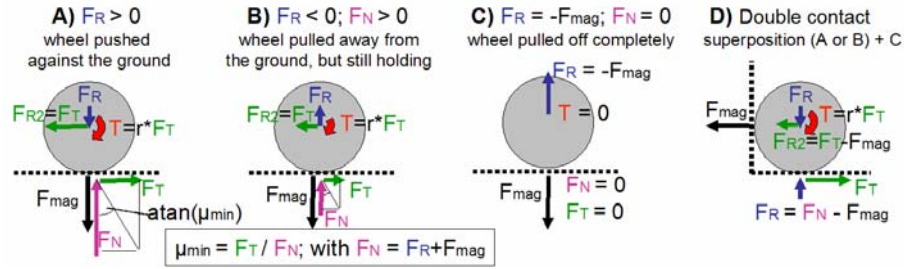 A) FR > 0
wheel pushed
against the ground
FR
FR2=FT
T=r*FT
FT
Fmag
atan(μmin)
FN
B) FR < 0; FN > 0
wheel pulled away from
the ground, but still holding
FR
FR2=FT
T=r*FT
FT
Fmag
FN
μmin = FT / FN; with FN = FR+Fmag
C) FR = -Fmag; FN = 0
wheel pulled off completely
FR = -Fmag
T = 0
Fmag
FN = 0
FT = 0
D) Double contact
superposition (A or B) + C
Fmag
FR
T=r*FT
FR2=FT-Fmag
FT
FR = FN - Fmag